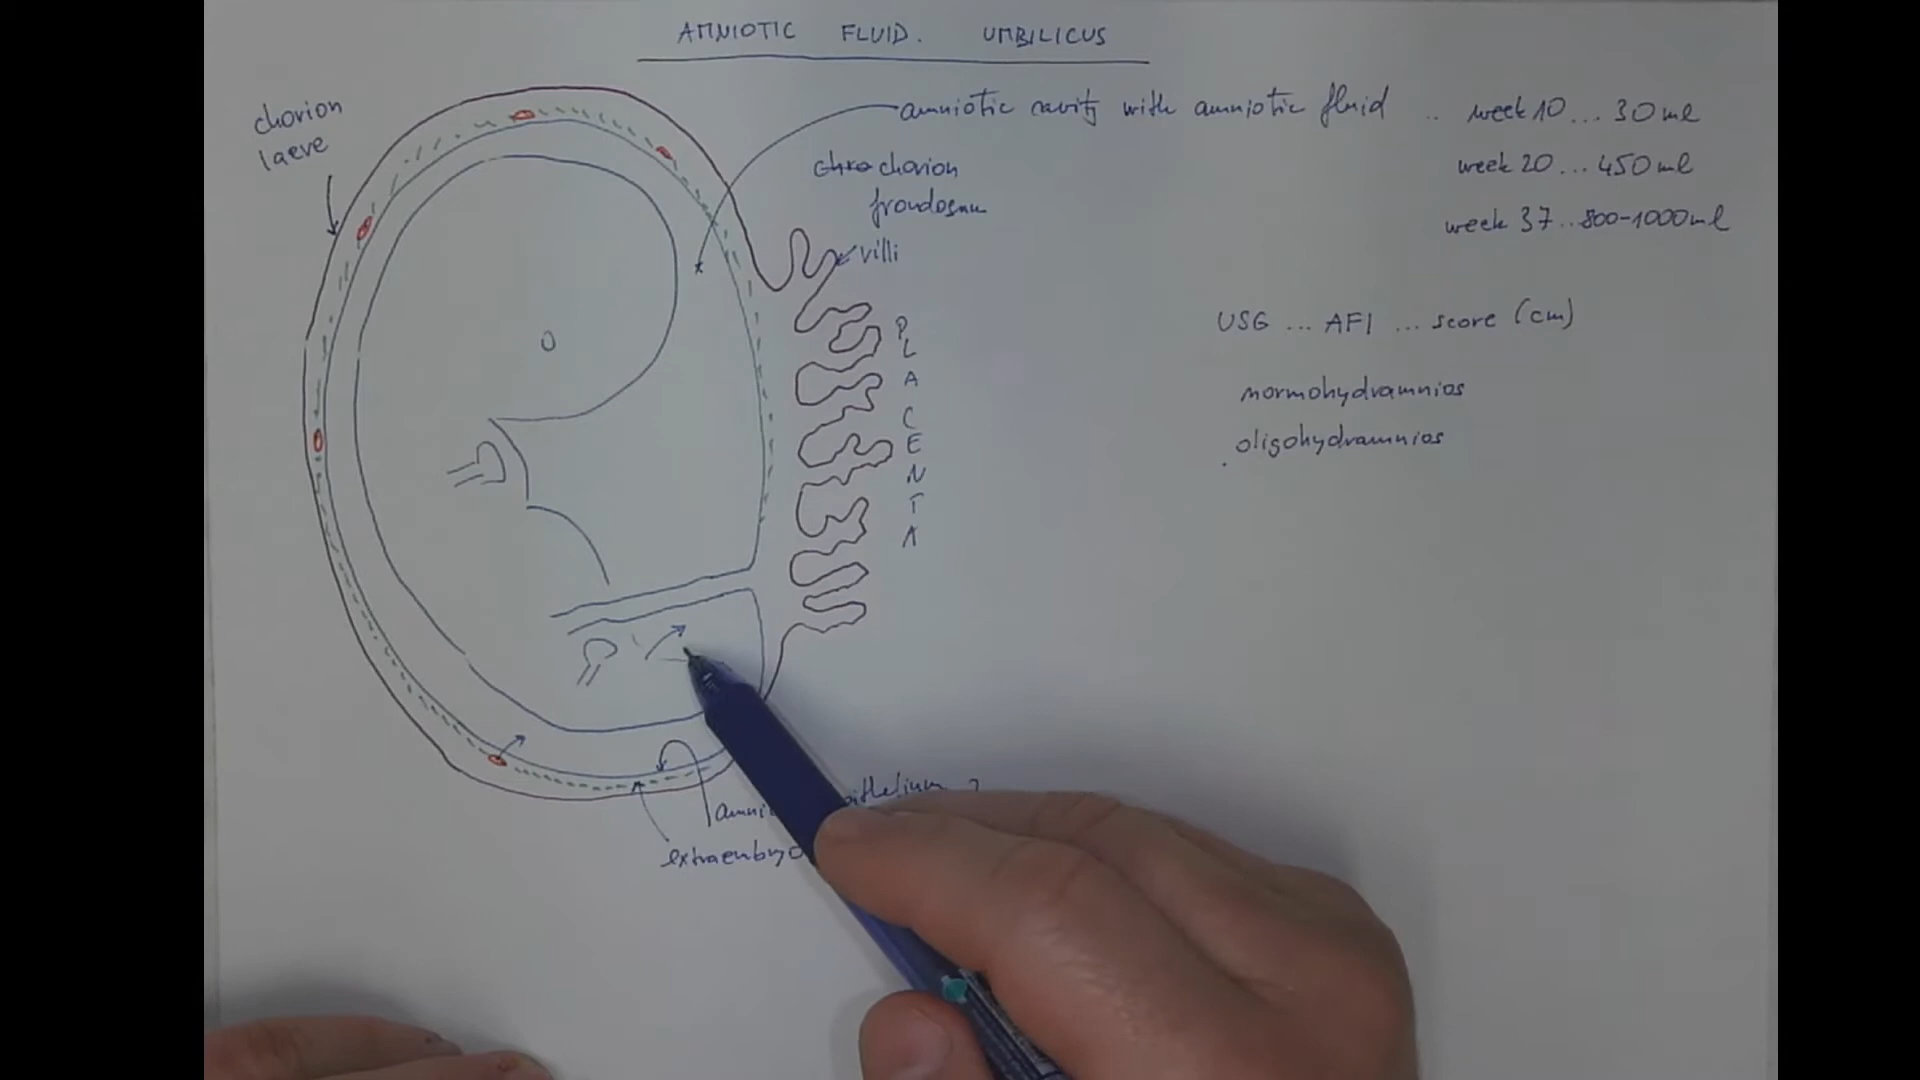 AMNIOTIC FLUID. UMBILICUS
chorion
laeve
amniotic cavity with amniotic fluid .. week 10 ... 30 ml
week 20 ... 450 ml
week 37 .. 800-1000 ml
chorion
frondosum
villi
PLACENTA
USG ... AFI ... score (cm)
normohydramnios
oligohydramnios